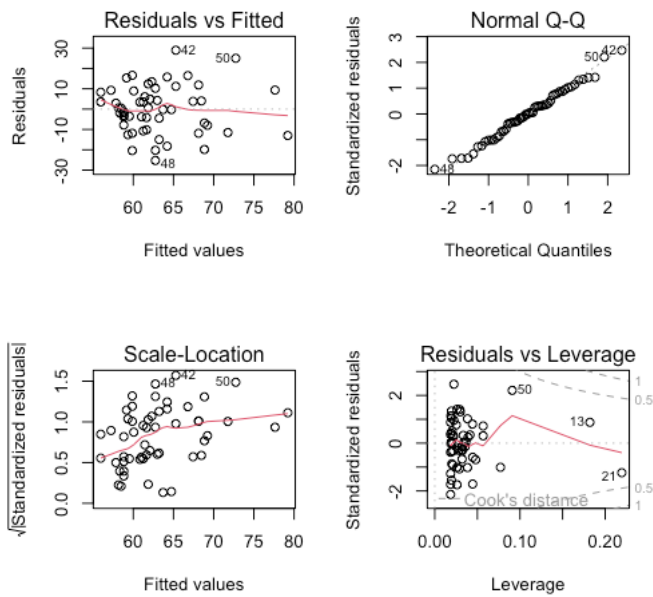 Residuals vs Fitted
Residuals
30
10
-10
-30
42
50
48
60 65 70 75 80
Fitted values
Normal Q-Q
Standardized residuals
3
2
1
0
-2
42
50
48
-2 -1 0 1 2
Theoretical Quantiles
Scale-Location
√|Standardized residuals|
1.5
1.0
0.5
0.0
48
42
50
60 65 70 75 80
Fitted values
Residuals vs Leverage
Standardized residuals
2
0
-2
50
13
21
1
0.5
0.5
1
Cook's distance
0.00 0.10 0.20
Leverage